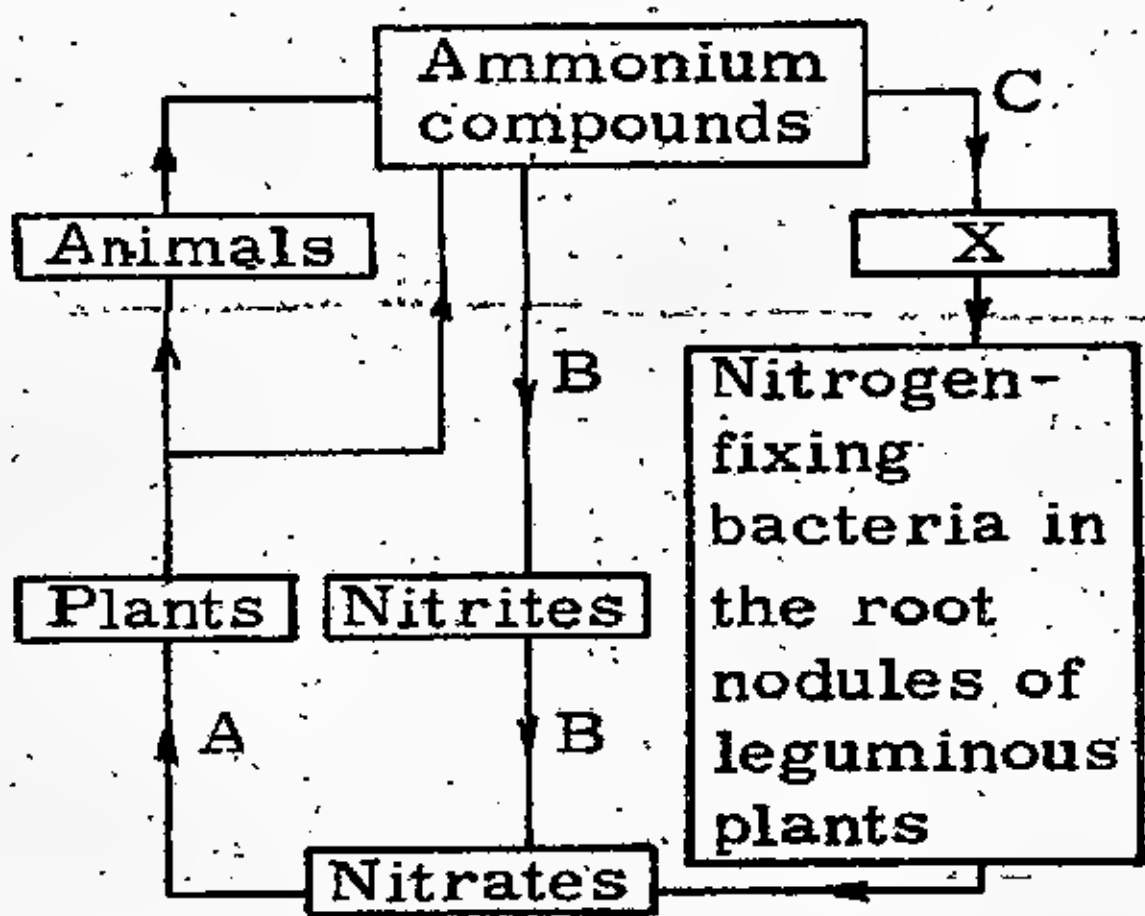 Ammonium
compounds
C
Animals
X
B
Nitrogen-
fixing
bacteria in
the root
nodules of
leguminous
plants
Plants
Nitrites
A
B
Nitrates